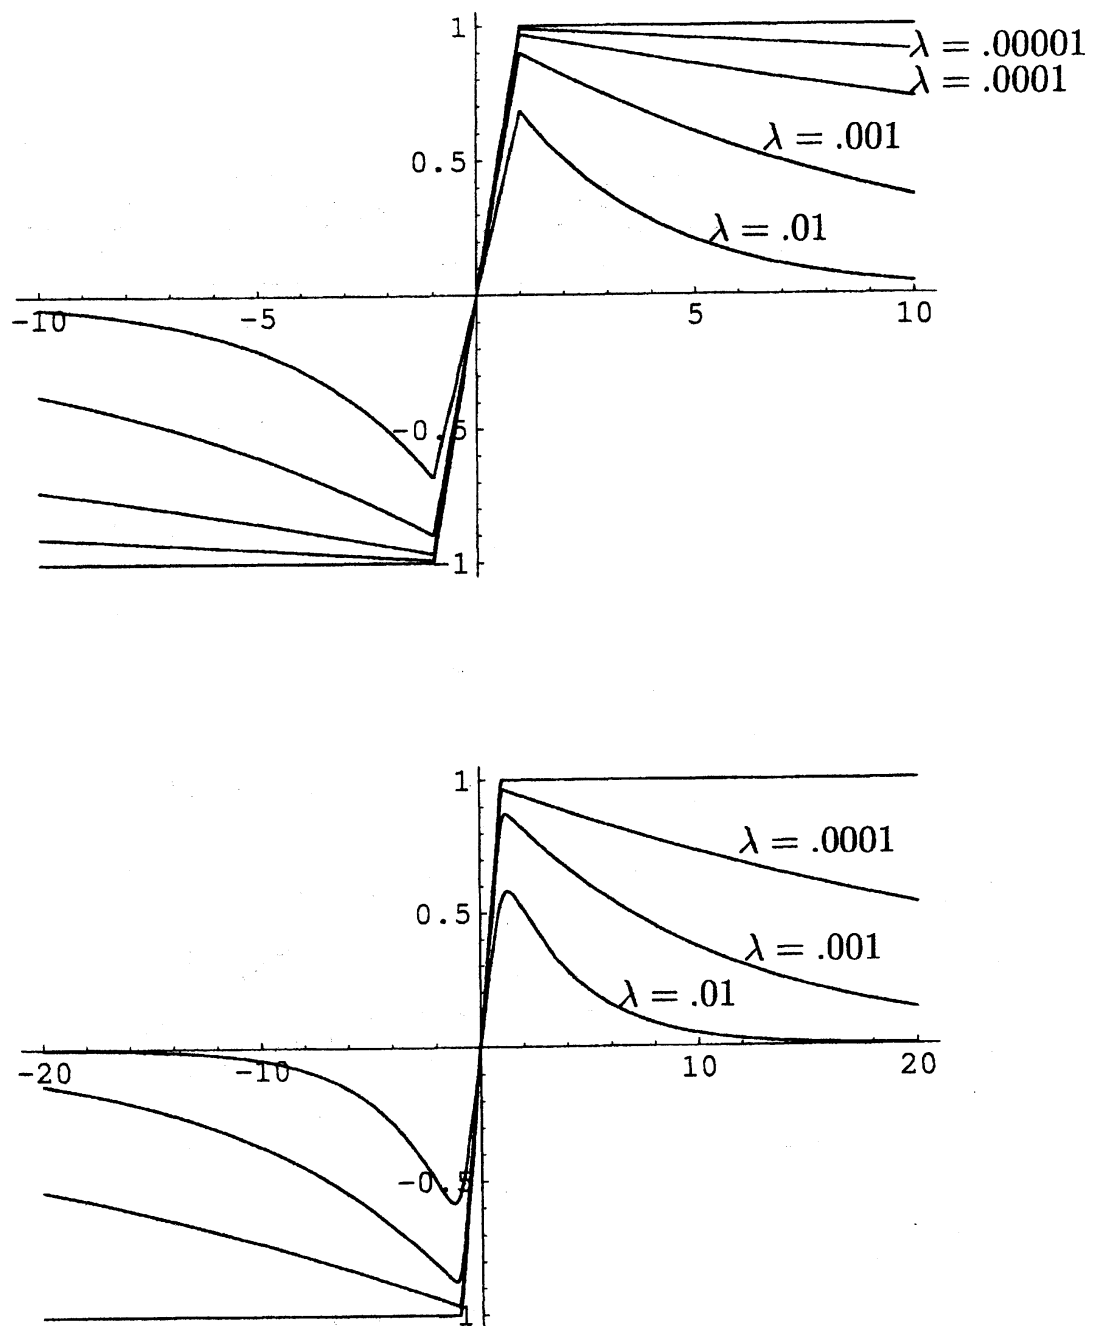 1
λ = .00001
λ = .0001
λ = .001
0.5
λ = .01
-10 -5 5 10
-0.5
-1
1
λ = .0001
0.5
λ = .001
λ = .01
-20 -10 10 20
-0.5
1